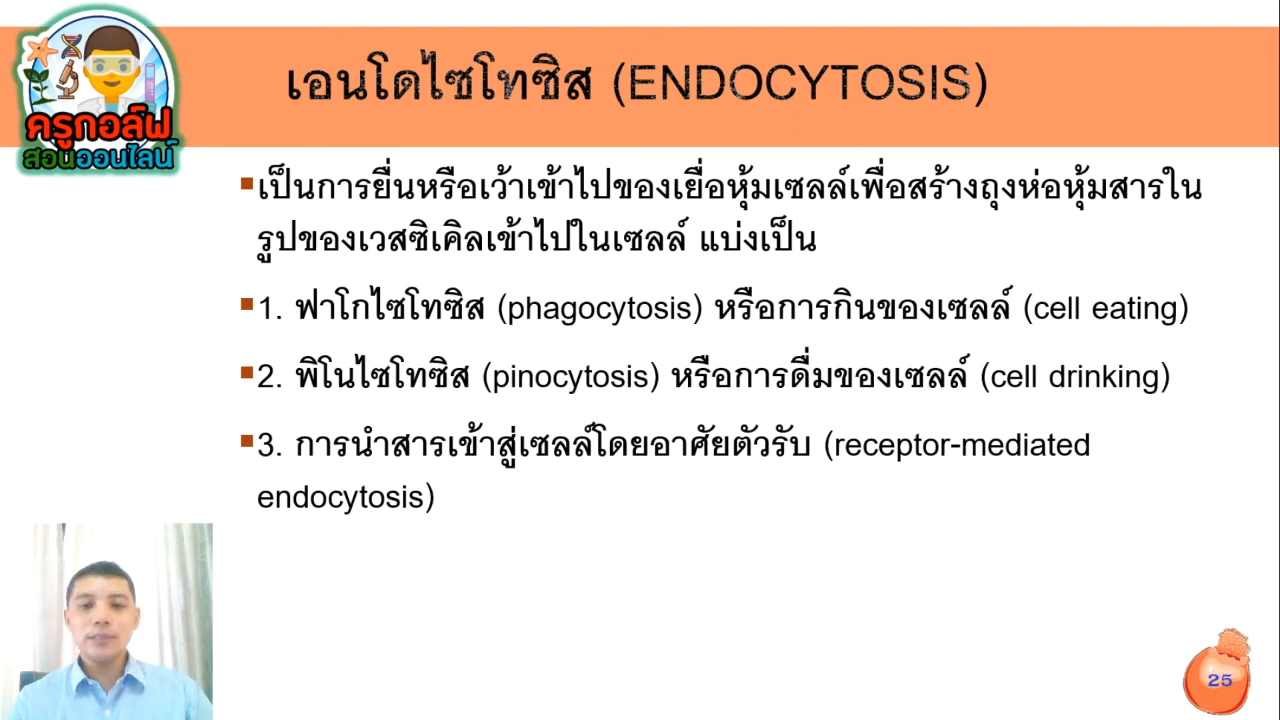 เอนโดไซโทซิส (ENDOCYTOSIS)
ครูกอล์ฟ
สอนออนไลน์
▪เป็นการยื่นหรือเว้าเข้าไปของเยื่อหุ้มเซลล์เพื่อสร้างถุงห่อหุ้มสารใน
รูปของเวสซิเคิลเข้าไปในเซลล์ แบ่งเป็น
▪1. ฟาโกไซโทซิส (phagocytosis) หรือการกินของเซลล์ (cell eating)
▪2. พิโนไซโทซิส (pinocytosis) หรือการดื่มของเซลล์ (cell drinking)
▪3. การนำสารเข้าสู่เซลล์โดยอาศัยตัวรับ (receptor-mediated
endocytosis)
25